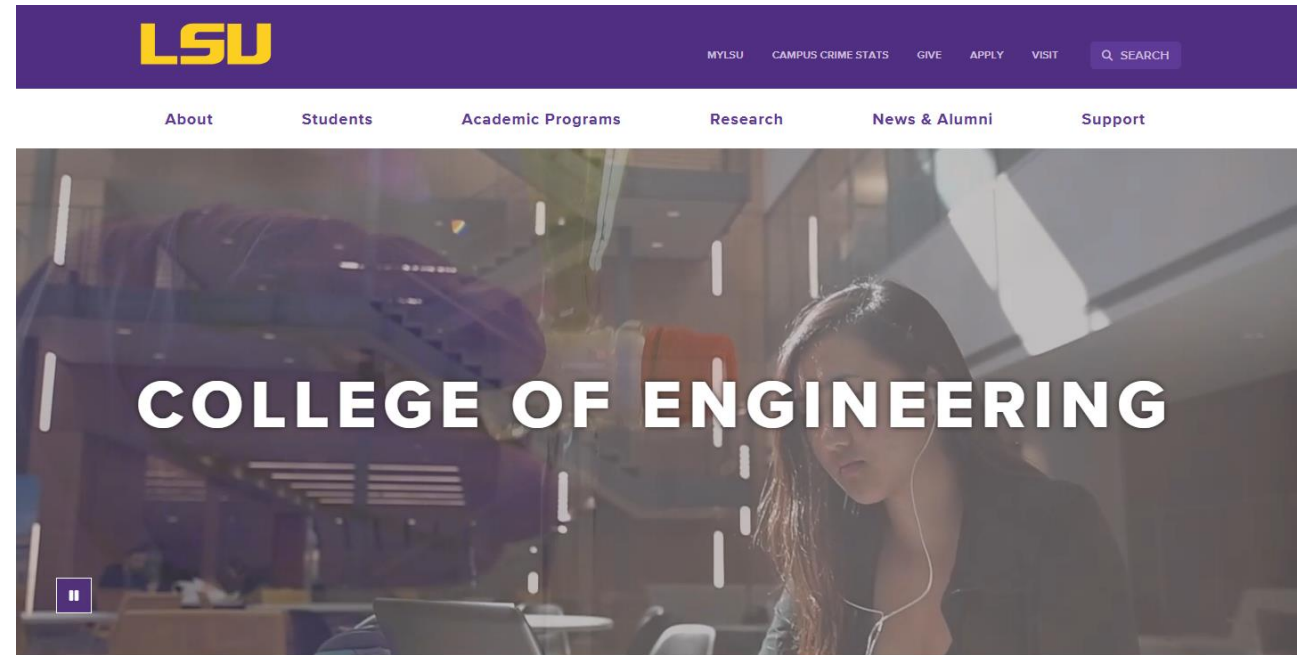 LSU
MYLSU CAMPUS CRIME STATS GIVE APPLY VISIT SEARCH
About Students Academic Programs Research News & Alumni Support
COLLEGE OF ENGINEERING